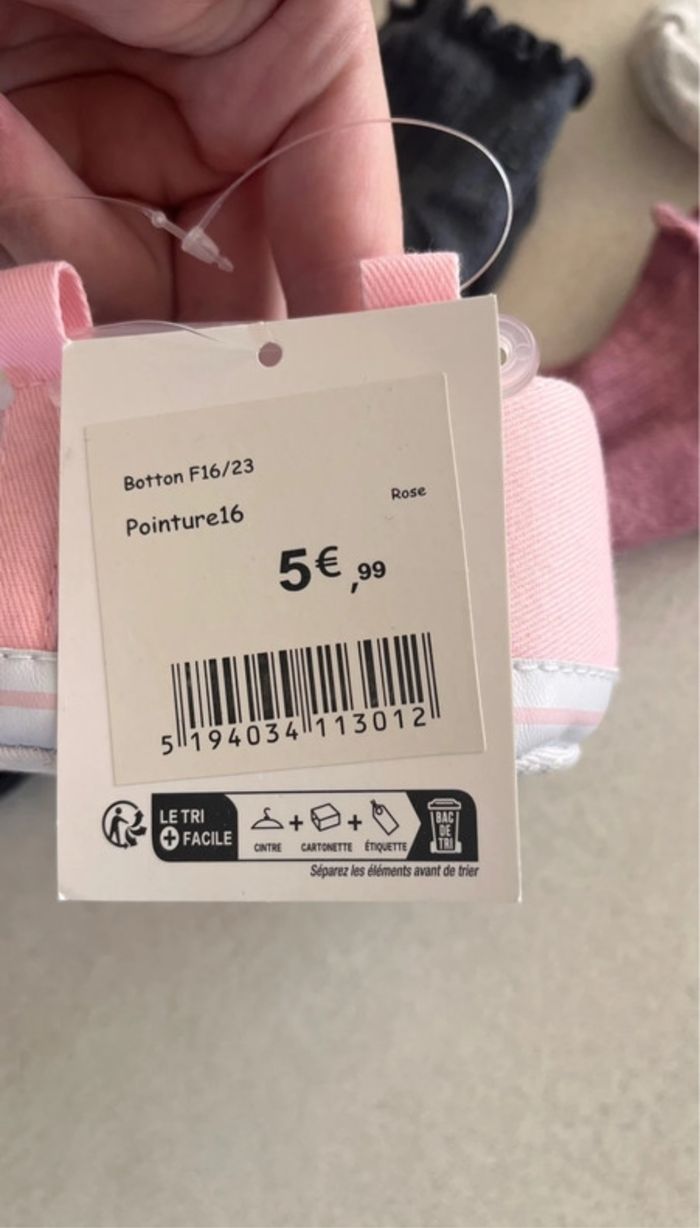 Botton F16/23
Rose
Pointure16
5€,99
5 194034 113012
LE TRI
+ FACILE
CINTRE + CARTONETTE + ÉTIQUETTE
BAC
DE
TRI
Séparez les éléments avant de trier